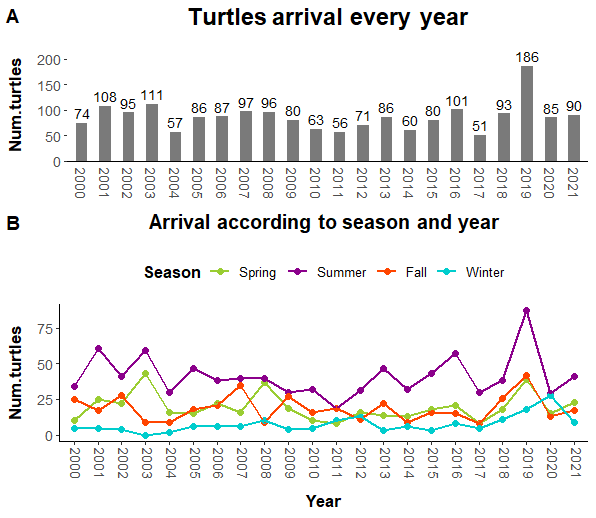 A
Turtles arrival every year
Num.turtles
200
150
100
50
0
74 108 95 111 57 86 87 97 96 80 63 56 71 86 60 80 101 51 93 186 85 90
2000 2001 2002 2003 2004 2005 2006 2007 2008 2009 2010 2011 2012 2013 2014 2015 2016 2017 2018 2019 2020 2021
B
Arrival according to season and year
Season Spring Summer Fall Winter
Num.turtles
75
50
25
0
2000 2001 2002 2003 2004 2005 2006 2007 2008 2009 2010 2011 2012 2013 2014 2015 2016 2017 2018 2019 2020 2021
Year